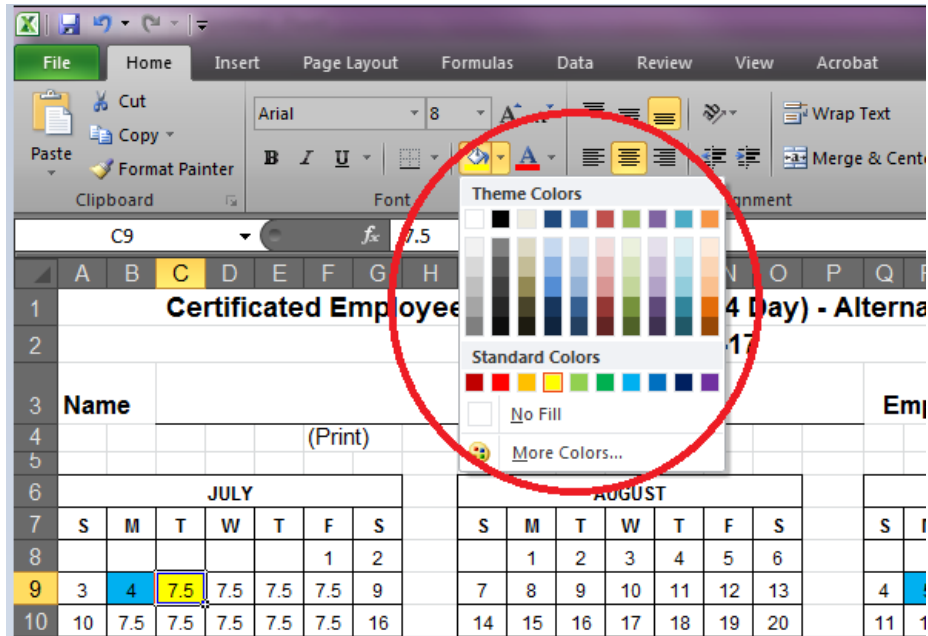 File Home Insert Page Layout Formulas Data Review View Acrobat
Cut
Arial 8 Wrap Text
Copy
Paste B I U A Merge & Cente
Format Painter
Clipboard Font
Theme Colors
C9 fx 7.5
A B C D E F G H N O P Q
1 Certificated Employee 4 Day) - Alterna
2 17
Standard Colors
No Fill
More Colors...
3 Name Emp
4 (Print)
5
6 JULY AUGUST
7 S M T W T F S S M T W T F S S
8 1 2 1 2 3 4 5 6
9 3 4 7.5 7.5 7.5 7.5 9 7 8 9 10 11 12 13 4
10 10 7.5 7.5 7.5 7.5 7.5 16 14 15 16 17 18 19 20 11